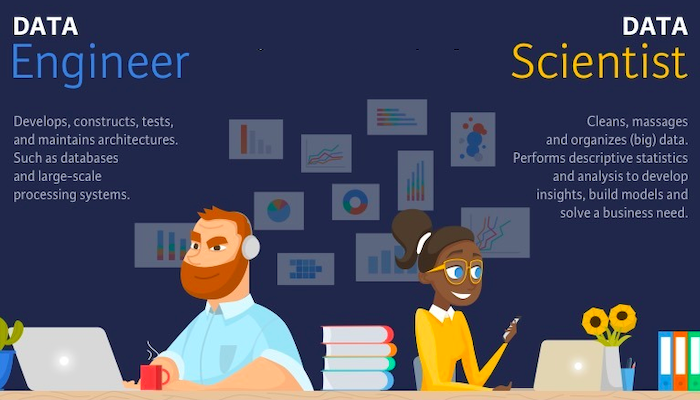 DATA
Engineer
Develops, constructs, tests,
and maintains architectures.
Such as databases
and large-scale
processing systems.
DATA
Scientist
Cleans, massages
and organizes (big) data.
Performs descriptive statistics
and analysis to develop
insights, build models and
solve a business need.